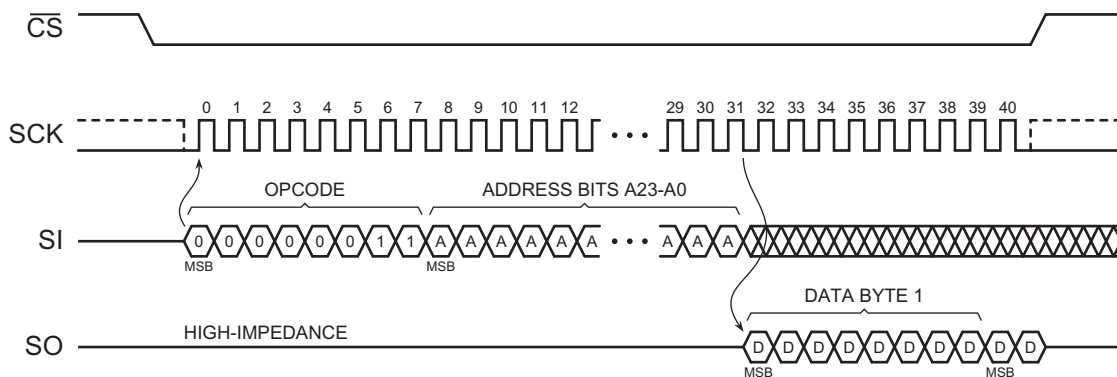 CS
0 1 2 3 4 5 6 7 8 9 10 11 12 29 30 31 32 33 34 35 36 37 38 39 40
SCK
OPCODE ADDRESS BITS A23-A0
SI 0 0 0 0 0 0 1 1 A A A A A A A A A
MSB MSB
DATA BYTE 1
HIGH-IMPEDANCE
SO D D D D D D D D D D
MSB MSB